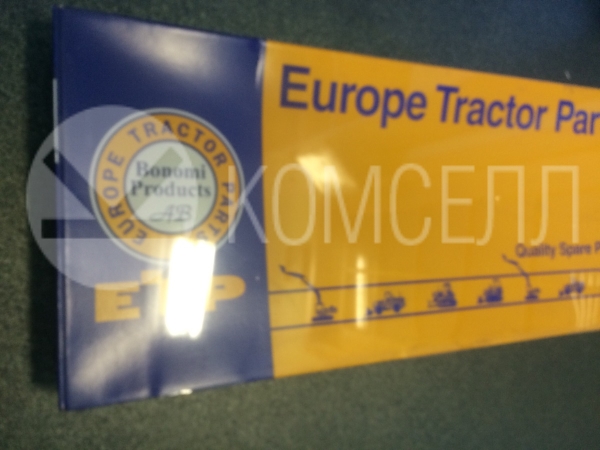 Europe Tractor Par
EUROPE TRACTOR PARTS
Bonomi
Products
AB
ETP
Quality Spare P
КОМСЕЛЛ